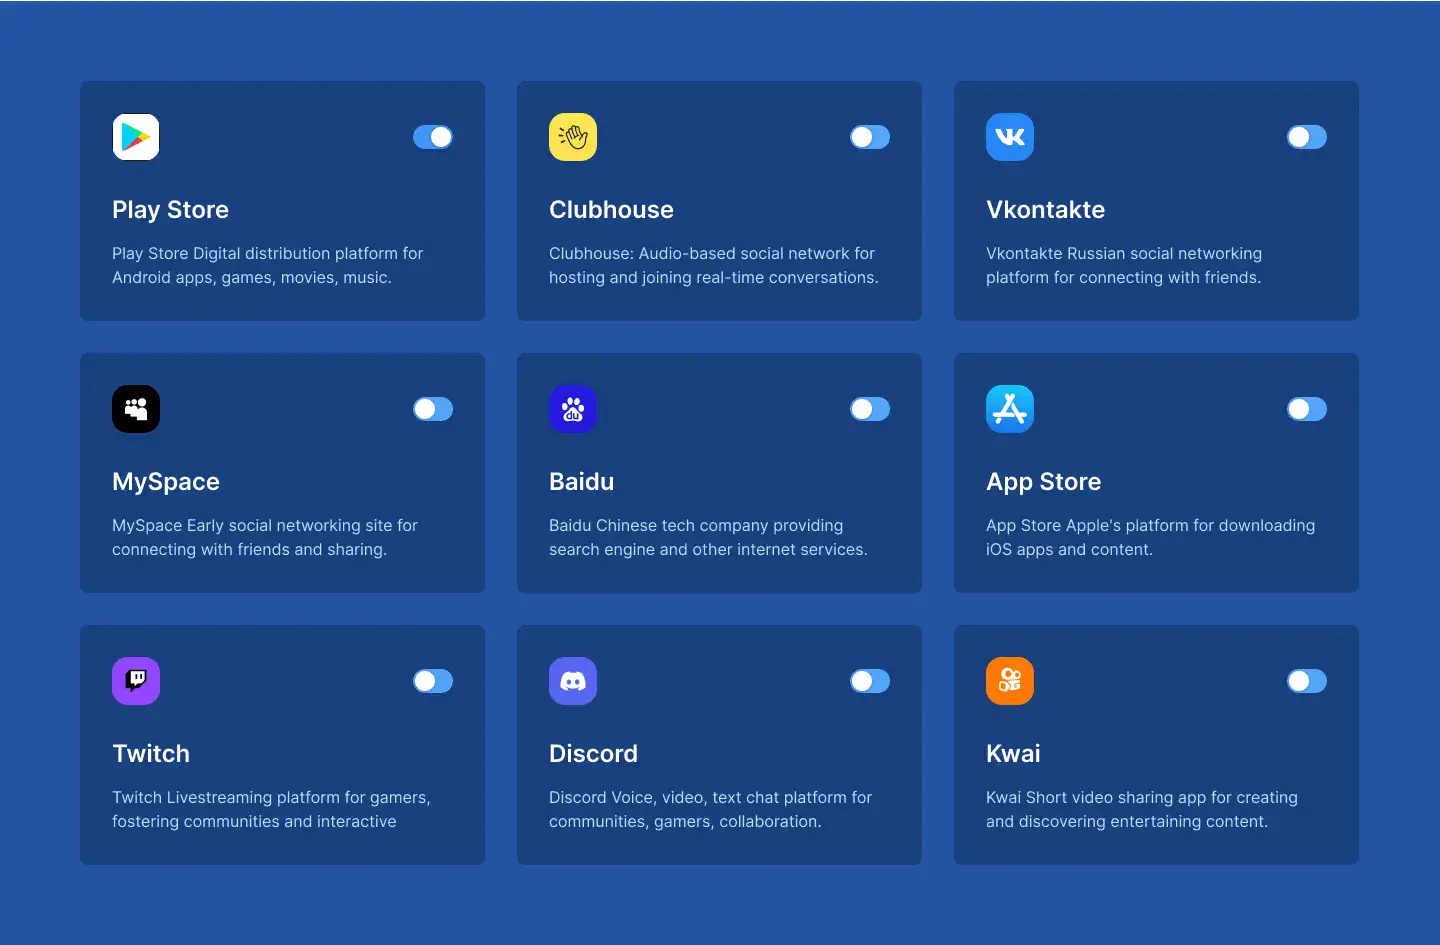 Play Store
Play Store Digital distribution platform for
Android apps, games, movies, music.
Clubhouse
Clubhouse: Audio-based social network for
hosting and joining real-time conversations.
VK
Vkontakte
Vkontakte Russian social networking
platform for connecting with friends.
MySpace
MySpace Early social networking site for
connecting with friends and sharing.
du
Baidu
Baidu Chinese tech company providing
search engine and other internet services.
App Store
App Store Apple's platform for downloading
iOS apps and content.
Twitch
Twitch Livestreaming platform for gamers,
fostering communities and interactive
Discord
Discord Voice, video, text chat platform for
communities, gamers, collaboration.
Kwai
Kwai Short video sharing app for creating
and discovering entertaining content.